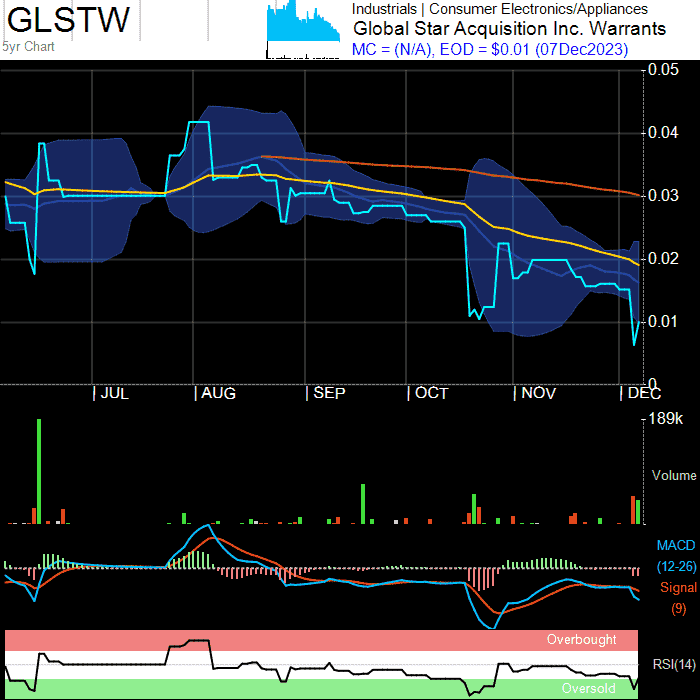 GLSTW
5yr Chart
Industrials | Consumer Electronics/Appliances
Global Star Acquisition Inc. Warrants
MC = (N/A), EOD = $0.01 (07Dec2023)
0.05
0.04
0.03
0.02
0.01
0
| JUL | AUG | SEP | OCT | NOV | DEC
189k
Volume
MACD
(12-26)
Signal
(9)
Overbought
RSI(14)
Oversold